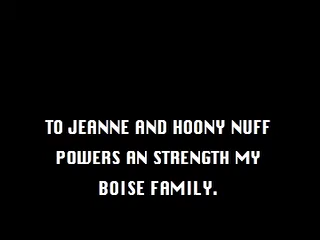 TO JEANNE AND HOONY NUFF
POWERS AN STRENGTH MY
BOISE FAMILY.